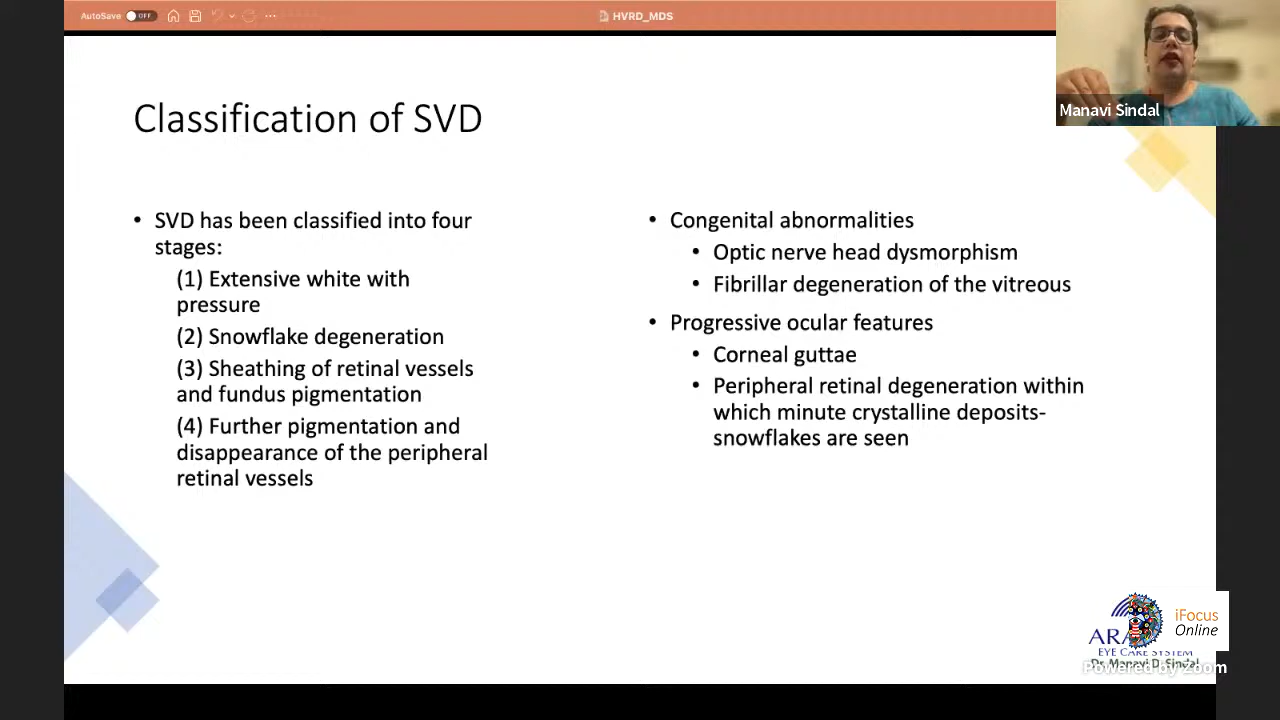 AutoSave OFF
HVRD_MDS
Manavi Sindal
Classification of SVD
• SVD has been classified into four
stages:
(1) Extensive white with
pressure
(2) Snowflake degeneration
(3) Sheathing of retinal vessels
and fundus pigmentation
(4) Further pigmentation and
disappearance of the peripheral
retinal vessels
• Congenital abnormalities
• Optic nerve head dysmorphism
• Fibrillar degeneration of the vitreous
• Progressive ocular features
• Corneal guttae
• Peripheral retinal degeneration within
which minute crystalline deposits-
snowflakes are seen
iFocus
Online
EYE CARE SYSTEM
Dr. Manavi D. Sindal
Powered by Zoom